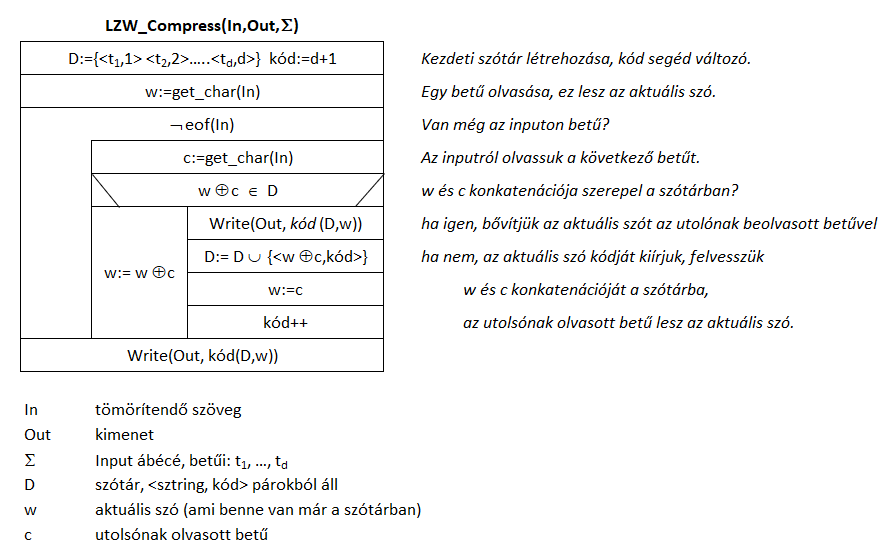 LZW_Compress(In,Out,Σ)
D:={<t1,1> <t2,2>…..<td,d>} kód:=d+1 Kezdeti szótár létrehozása, kód segéd változó.
w:=get_char(In) Egy betű olvasása, ez lesz az aktuális szó.
¬eof(In) Van még az inputon betű?
c:=get_char(In) Az inputról olvassuk a következő betűt.
w ⊕c ∈ D w és c konkatenációja szerepel a szótárban?
Write(Out, kód (D,w)) ha igen, bővítjük az aktuális szót az utolónak beolvasott betűvel
D:= D ∪ {<w ⊕c,kód>} ha nem, az aktuális szó kódját kiírjuk, felvesszük
w:= w ⊕c
w:=c w és c konkatenációját a szótárba,
kód++ az utolsónak olvasott betű lesz az aktuális szó.
Write(Out, kód(D,w))
In tömörítendő szöveg
Out kimenet
Σ Input ábécé, betűi: t1, …, td
D szótár, <sztring, kód> párokból áll
w aktuális szó (ami benne van már a szótárban)
c utolsónak olvasott betű